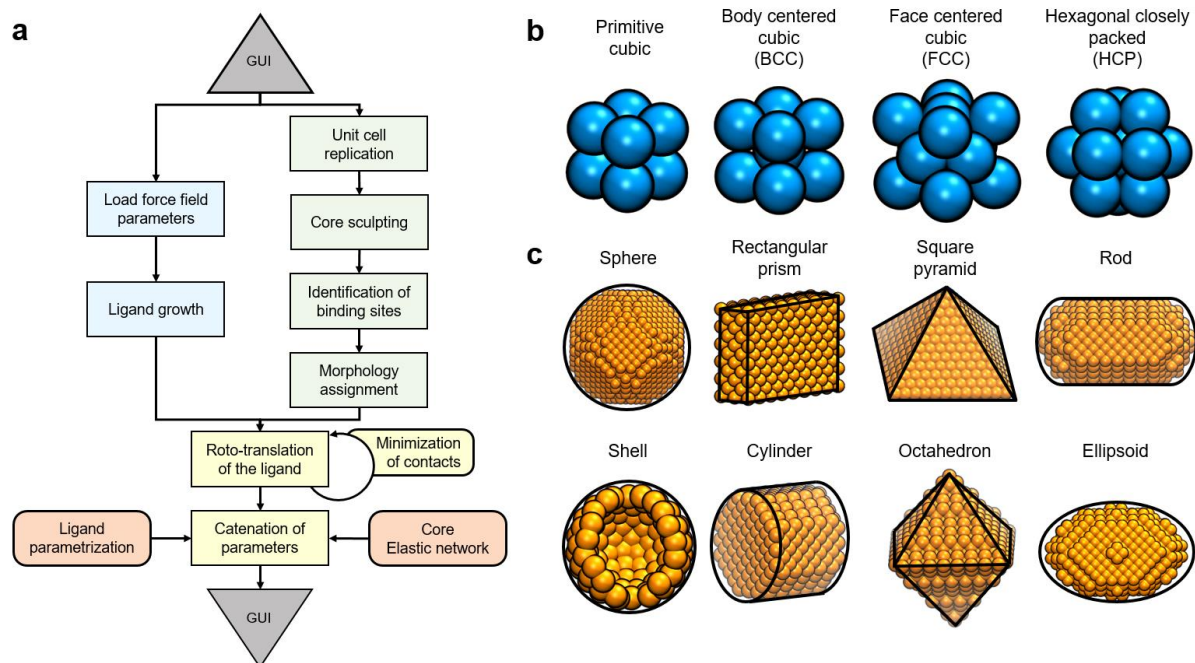 a
GUI
Unit cell
replication
Load force field
parameters
Core sculpting
Ligand growth
Identification of
binding sites
Morphology
assignment
Roto-translation
of the ligand
Minimization
of contacts
Ligand
parametrization
Catenation of
parameters
Core
Elastic network
GUI
b
Primitive
cubic
Body centered
cubic
(BCC)
Face centered
cubic
(FCC)
Hexagonal closely
packed
(HCP)
c
Sphere
Rectangular
prism
Square
pyramid
Rod
Shell
Cylinder
Octahedron
Ellipsoid